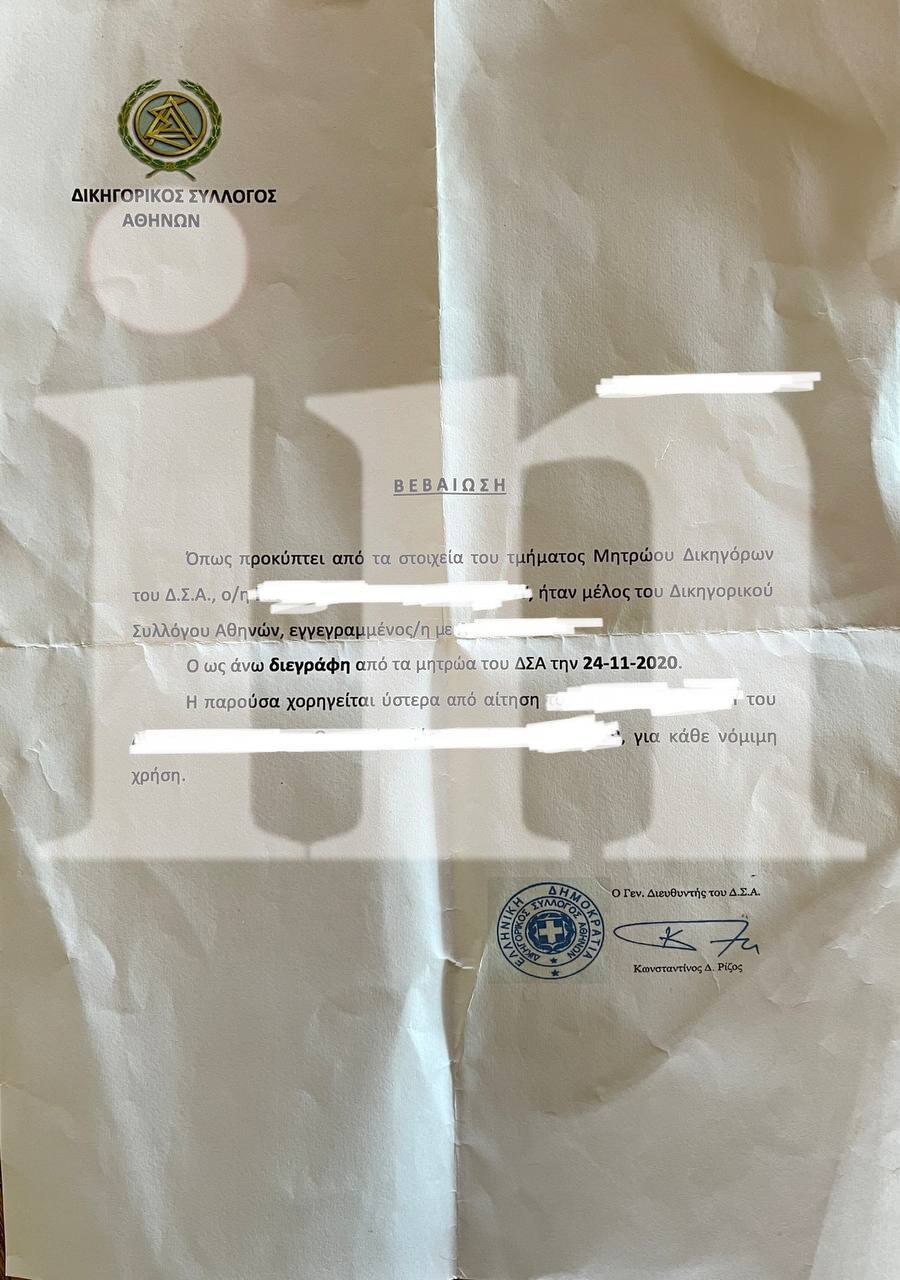 ΔΙΚΗΓΟΡΙΚΟΣ ΣΥΛΛΟΓΟΣ
ΑΘΗΝΩΝ
in
ΒΕΒΑΙΩΣΗ
Όπως προκύπτει από τα στοιχεία του τμήματος Μητρώου Δικηγόρων
του Δ.Σ.Α., ο/η , ήταν μέλος του Δικηγορικού
Συλλόγου Αθηνών, εγγεγραμμένος/η με
Ο ως άνω διεγράφη από τα μητρώα του ΔΣΑ την 24-11-2020.
Η παρούσα χορηγείται ύστερα από αίτηση του
, για κάθε νόμιμη
χρήση.
Ο Γεν. Διευθυντής του Δ.Σ.Α.
ΕΛΛΗΝΙΚΗ ΔΗΜΟΚΡΑΤΙΑ
ΔΙΚΗΓΟΡΙΚΟΣ ΣΥΛΛΟΓΟΣ ΑΘΗΝΩΝ
Κωνσταντίνος Δ. Ρίζος